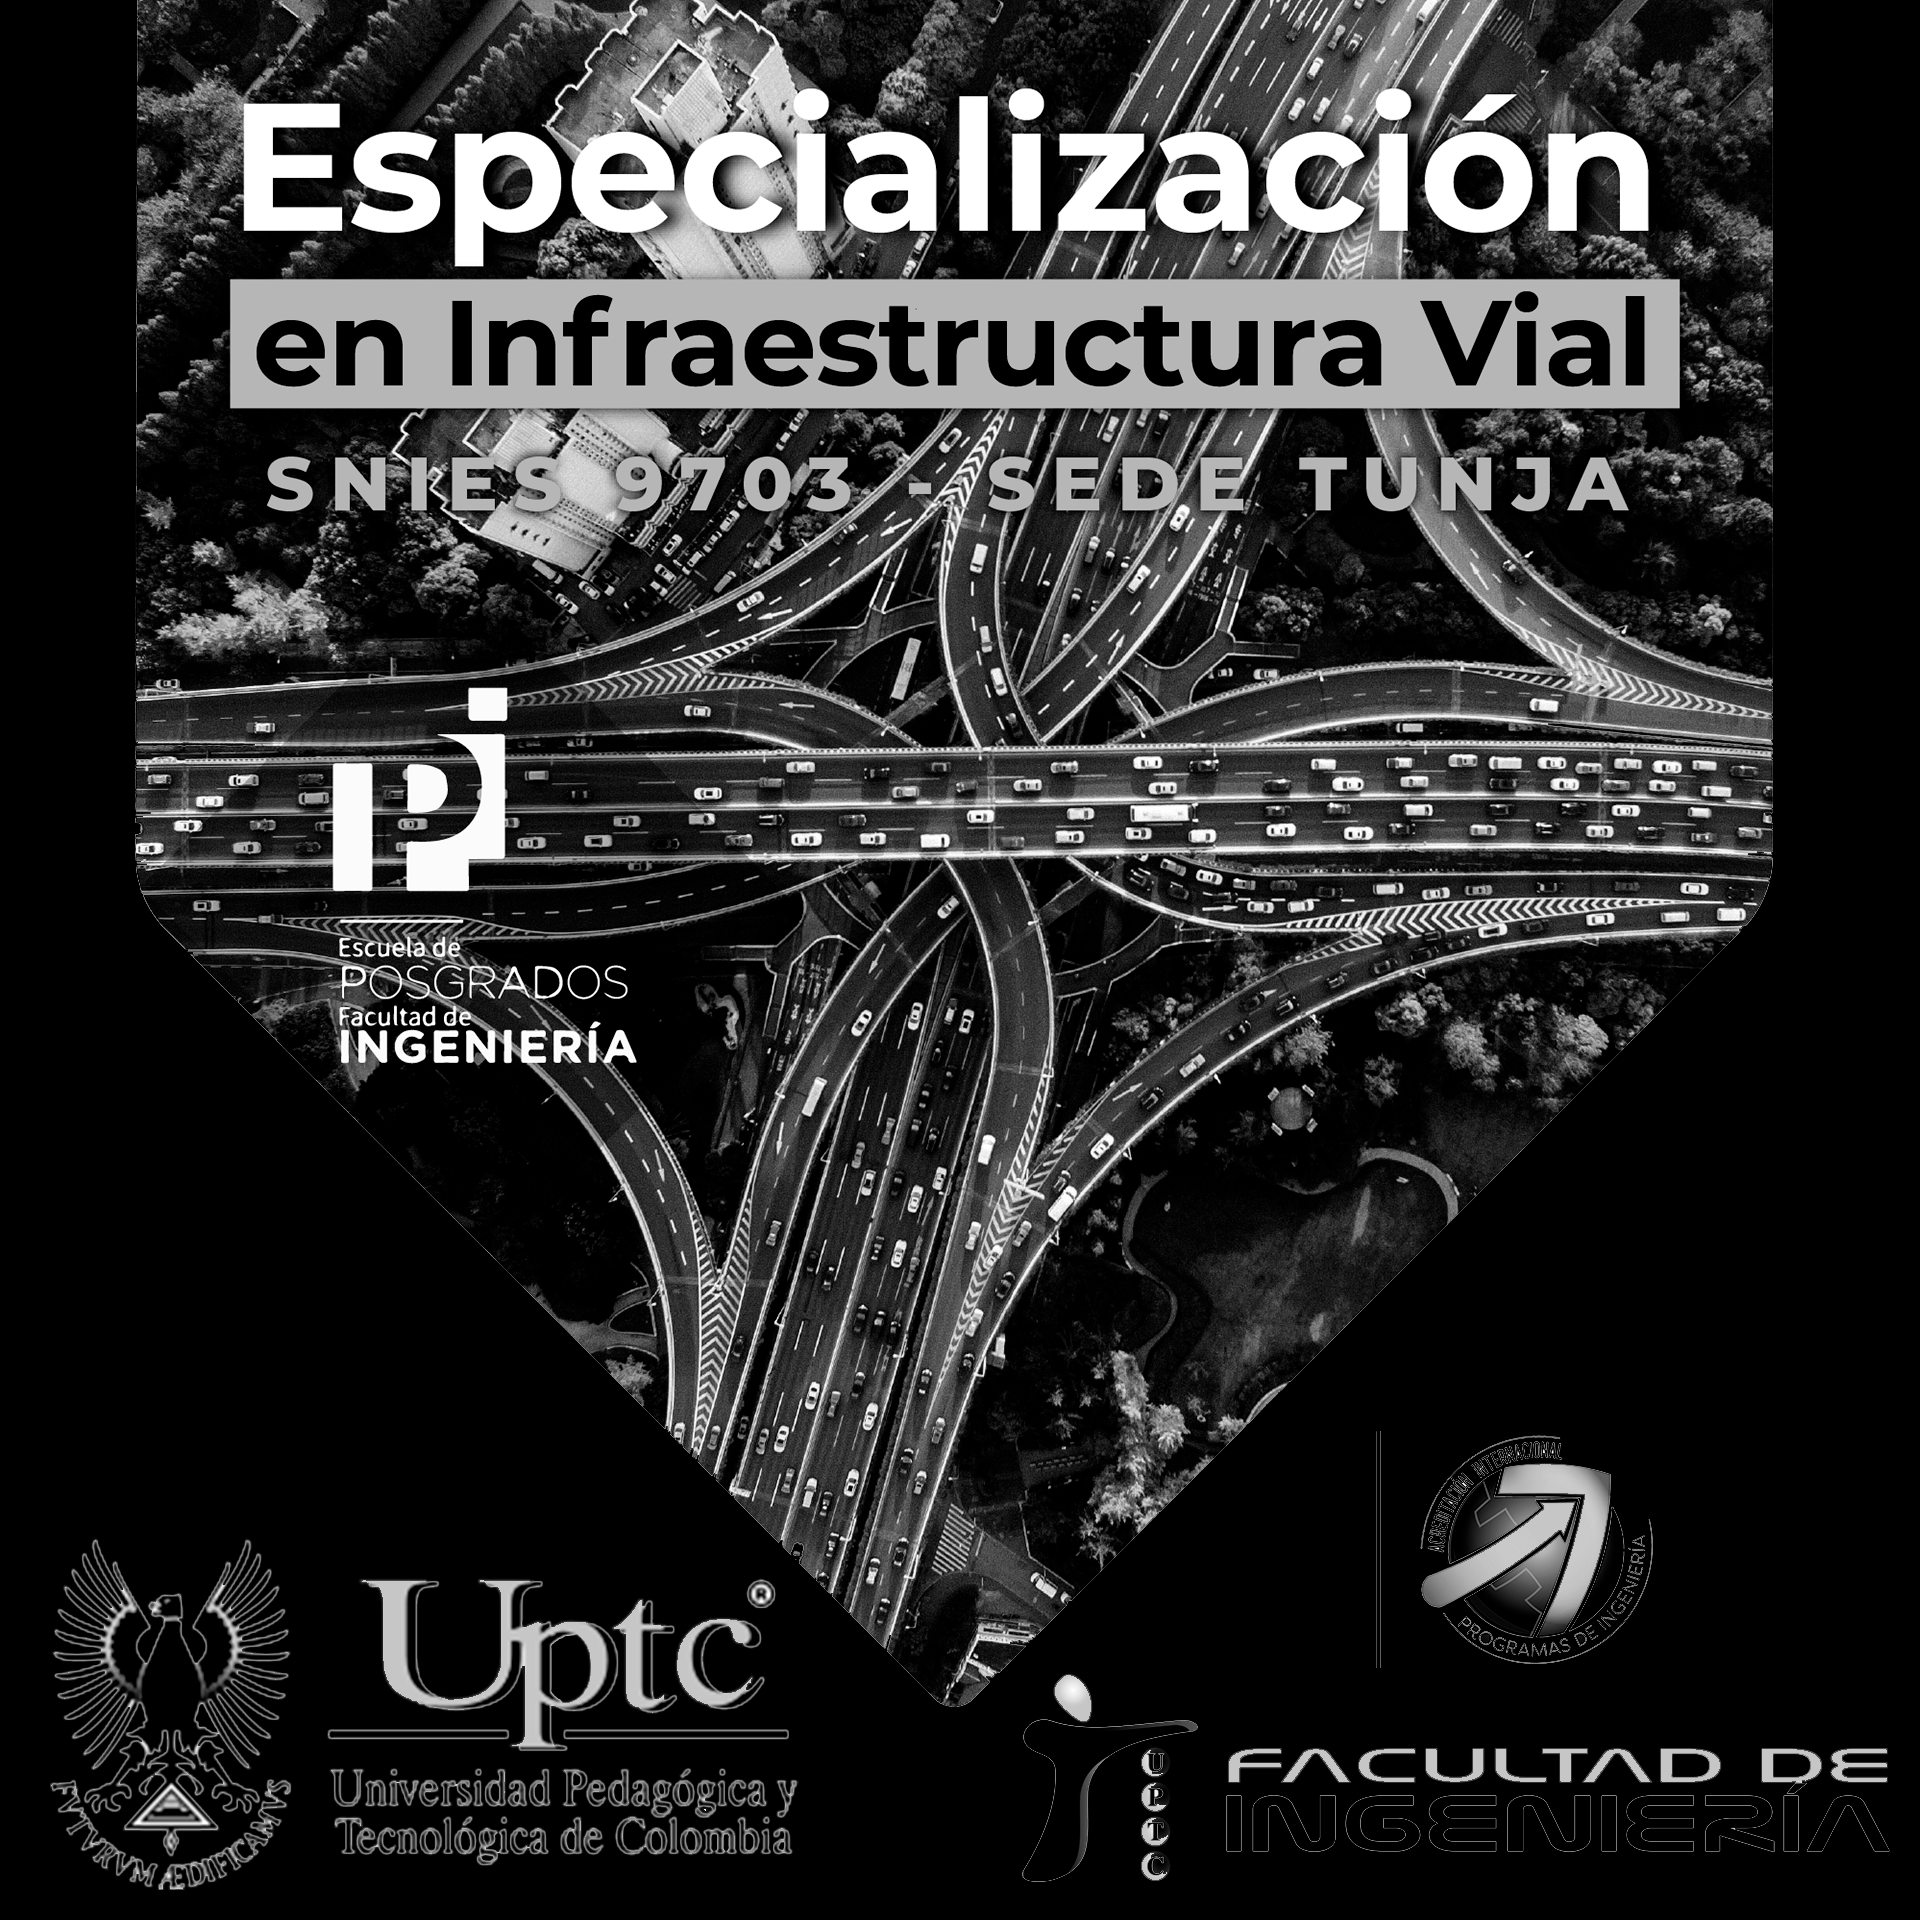 Especialización
en Infraestructura Vial
SNIES 9703 - SEDE TUNJA
Escuela de
POSGRADOS
Facultad de
INGENIERÍA
ACREDITACIÓN INTERNACIONAL
PROGRAMAS DE INGENIERÍA
Uptc®
Universidad Pedagógica y
Tecnológica de Colombia
FVTVRVM ÆDIFICAMVS
UPTC
FACULTAD DE
INGENIERÍA